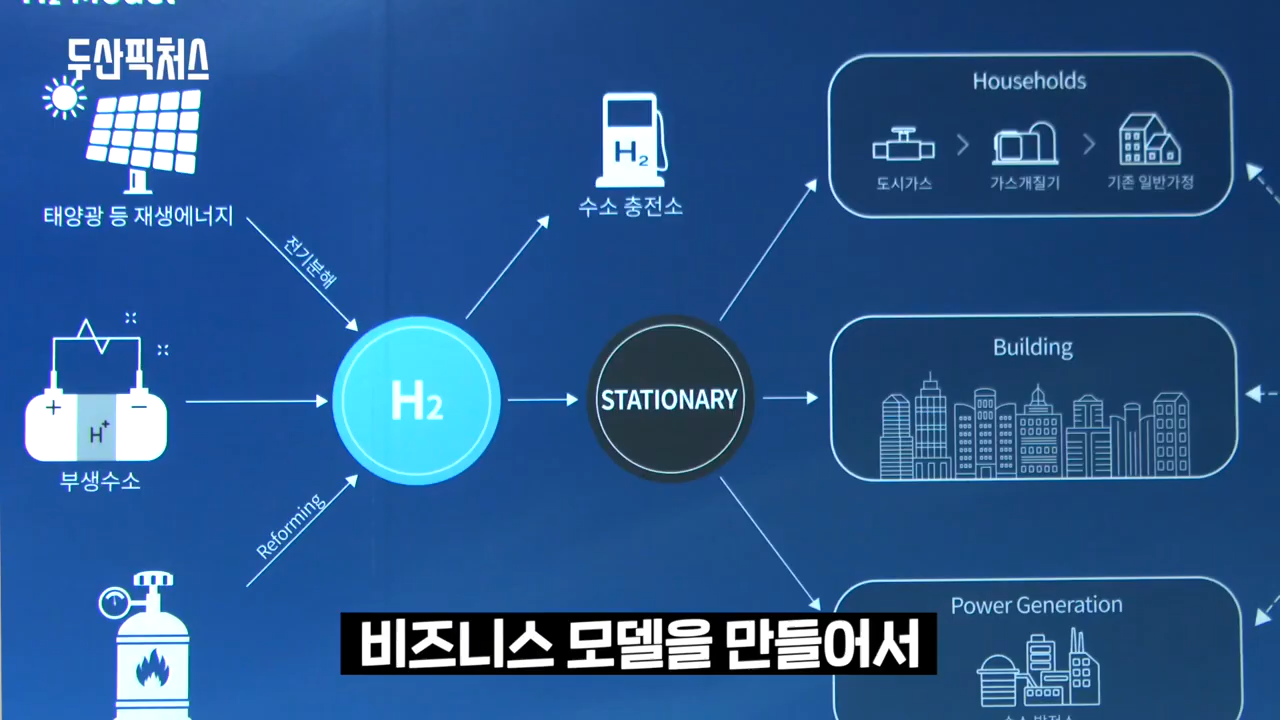 H₂ Model
두산픽처스
Households
도시가스
가스개질기
기존 일반가정
H₂
수소 충전소
태양광 등 재생에너지
전기분해
H₂
STATIONARY
Building
+
−
H⁺
부생수소
Reforming
Power Generation
비즈니스 모델을 만들어서